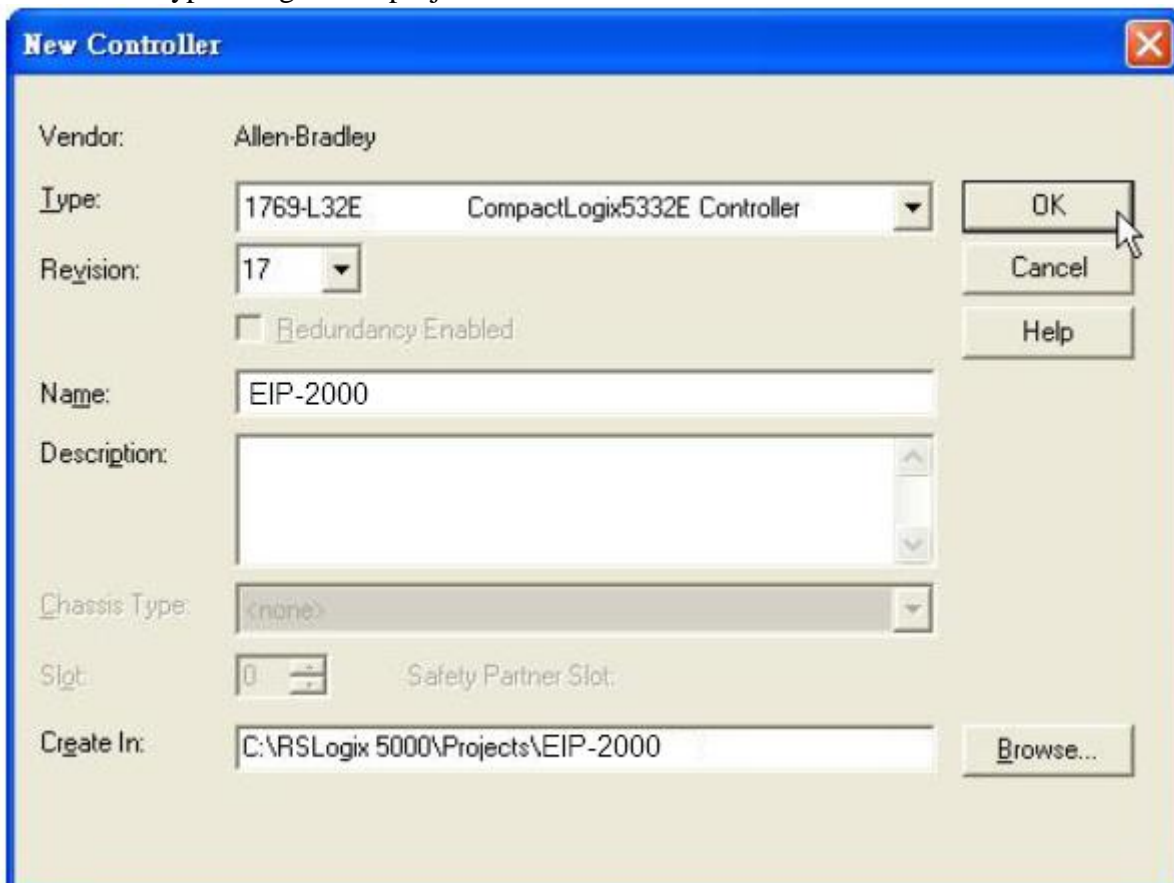 New Controller
Vendor: Allen-Bradley
Type: 1769-L32E CompactLogix5332E Controller OK
Revision: 17 Cancel
Redundancy Enabled Help
Name: EIP-2000
Description:
Chassis Type: <none>
Slot: 0 Safety Partner Slot:
Create In: C:\RSLogix 5000\Projects\EIP-2000 Browse...